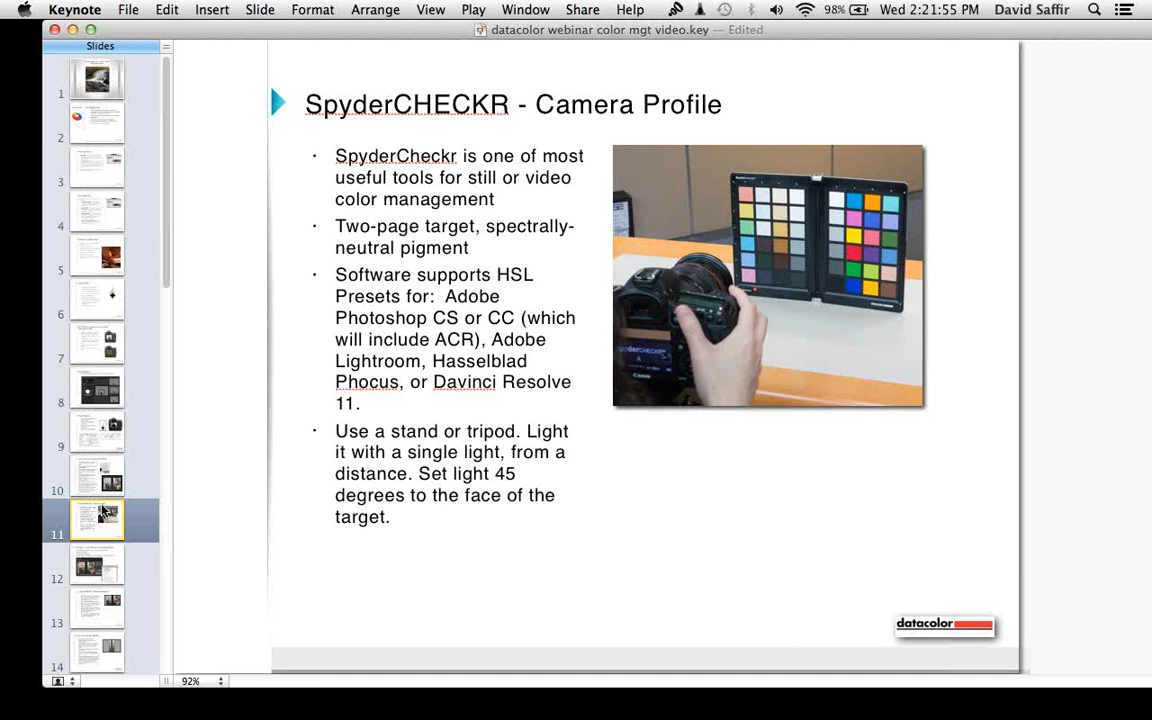 Keynote File Edit Insert Slide Format Arrange View Play Window Share Help 98% Wed 2:21:55 PM David Saffir
datacolor webinar color mgt video.key — Edited
Slides
1
2
3
4
5
6
7
8
9
10
11
12
13
14
SpyderCHECKR - Camera Profile
· SpyderCheckr is one of most
useful tools for still or video
color management
· Two-page target, spectrally-
neutral pigment
· Software supports HSL
Presets for: Adobe
Photoshop CS or CC (which
will include ACR), Adobe
Lightroom, Hasselblad
Phocus, or Davinci Resolve
11.
· Use a stand or tripod. Light
it with a single light, from a
distance. Set light 45
degrees to the face of the
target.
datacolor
92%